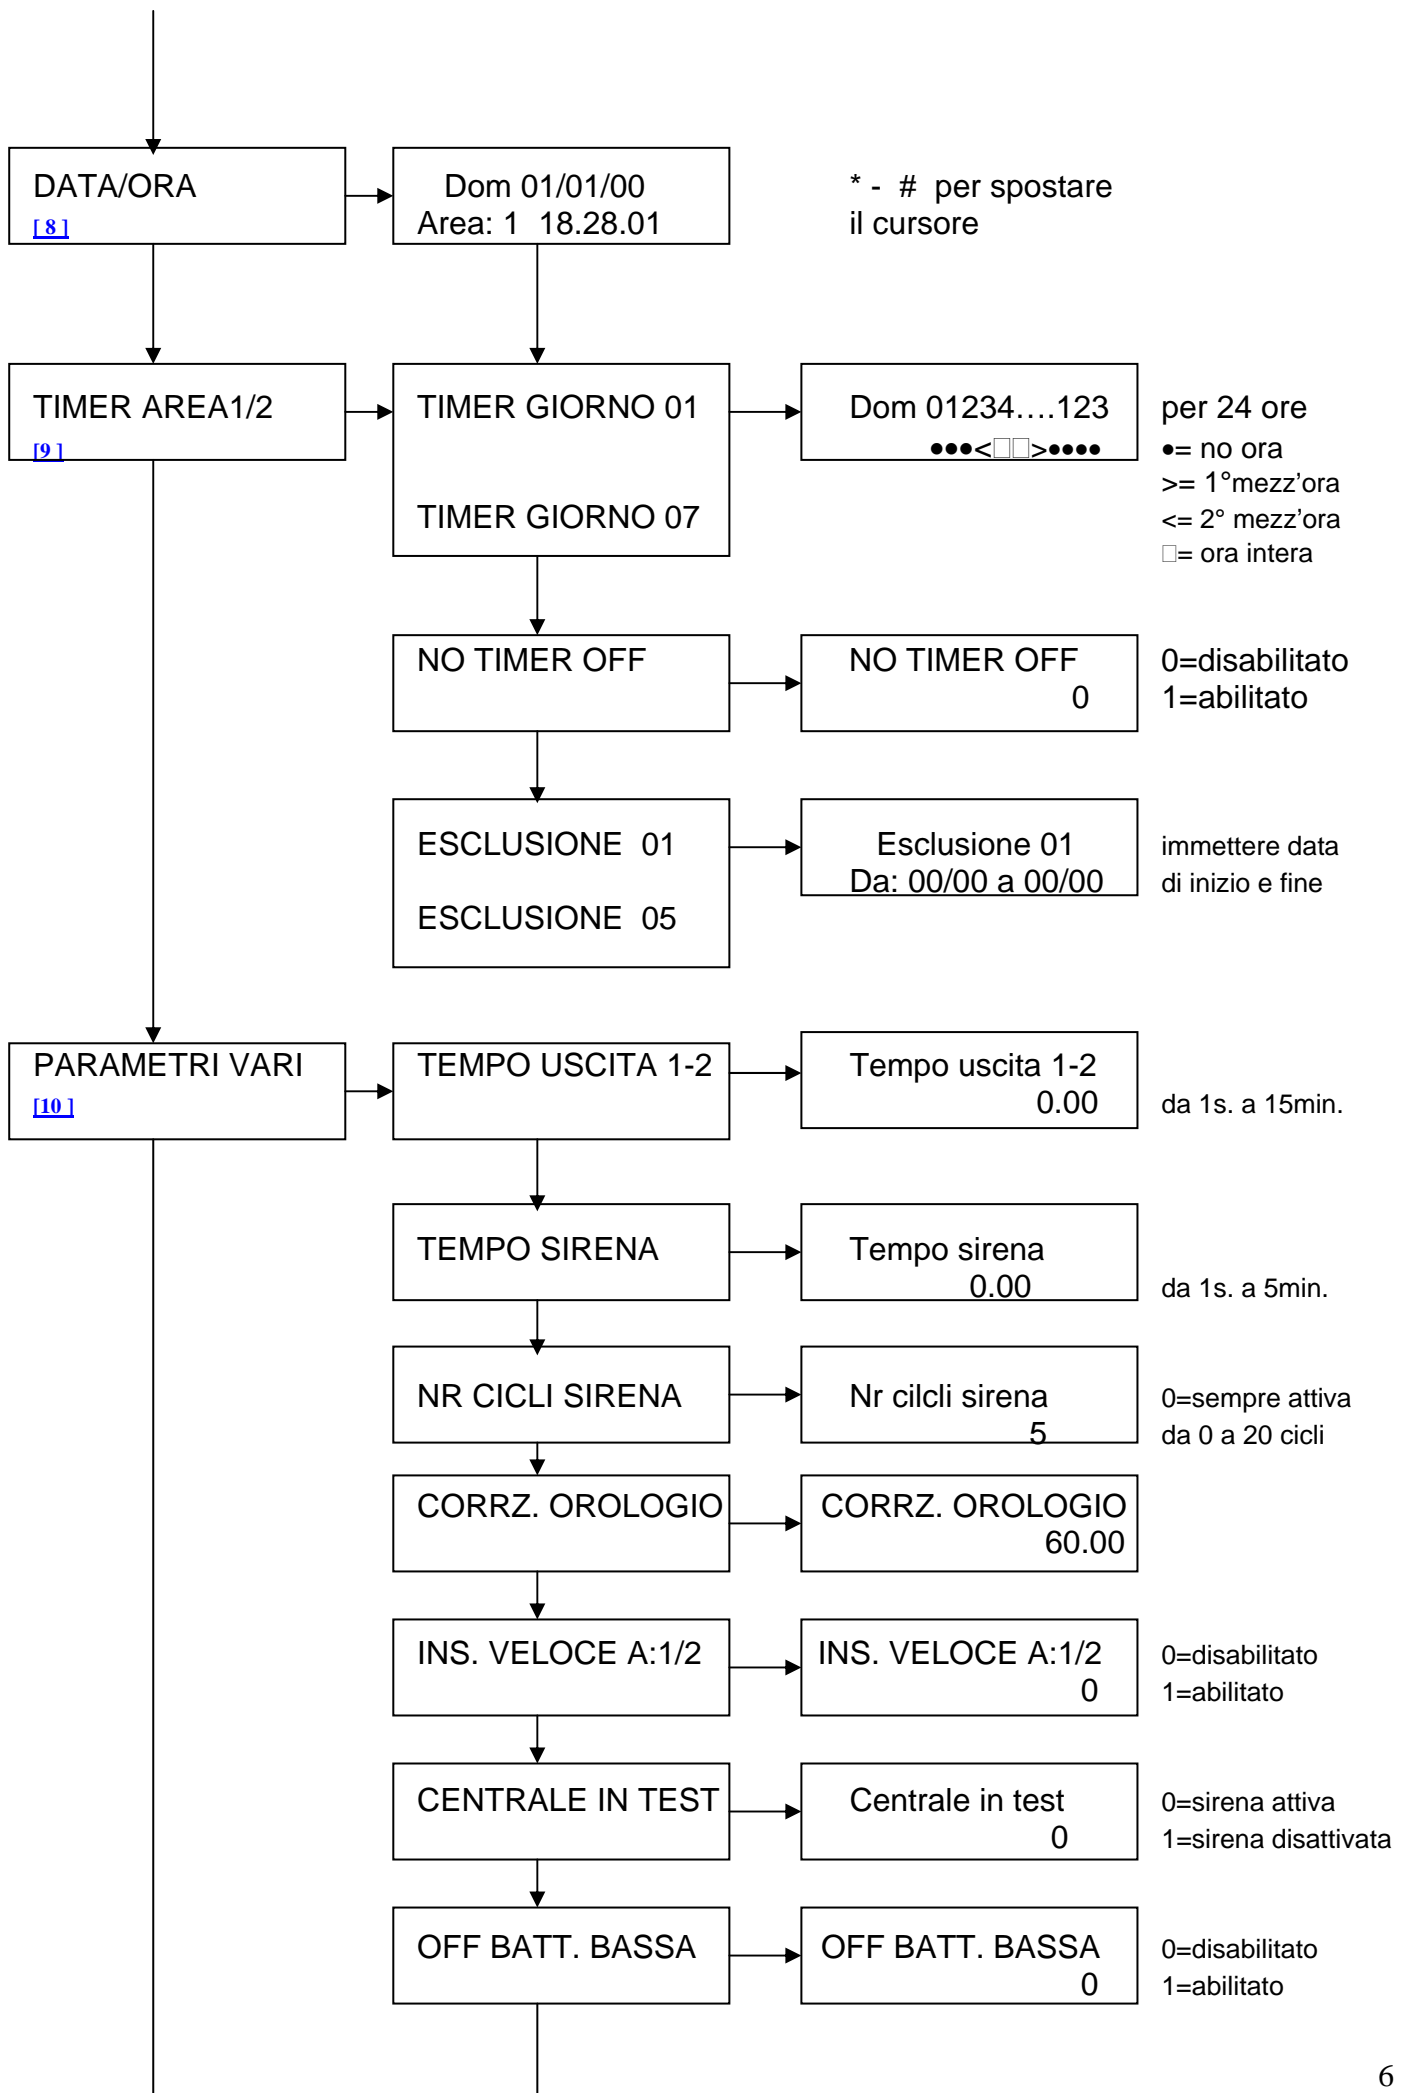 DATA/ORA
[ 8 ]
Dom 01/01/00
Area: 1  18.28.01
* -  #  per spostare
il cursore
TIMER AREA1/2
[9 ]
TIMER GIORNO 01
TIMER GIORNO 07
Dom 01234....123
●●●<□□>●●●●
per 24 ore
●= no ora
>= 1°mezz'ora
<= 2° mezz'ora
□= ora intera
NO TIMER OFF
NO TIMER OFF
0
0=disabilitato
1=abilitato
ESCLUSIONE  01
ESCLUSIONE  05
Esclusione 01
Da: 00/00 a 00/00
immettere data
di inizio e fine
PARAMETRI VARI
[10 ]
TEMPO USCITA 1-2
Tempo uscita 1-2
0.00
da 1s. a 15min.
TEMPO SIRENA
Tempo sirena
0.00
da 1s. a 5min.
NR CICLI SIRENA
Nr cilcli sirena
5
0=sempre attiva
da 0 a 20 cicli
CORRZ. OROLOGIO
CORRZ. OROLOGIO
60.00
INS. VELOCE A:1/2
INS. VELOCE A:1/2
0
0=disabilitato
1=abilitato
CENTRALE IN TEST
Centrale in test
0
0=sirena attiva
1=sirena disattivata
OFF BATT. BASSA
OFF BATT. BASSA
0
0=disabilitato
1=abilitato
6